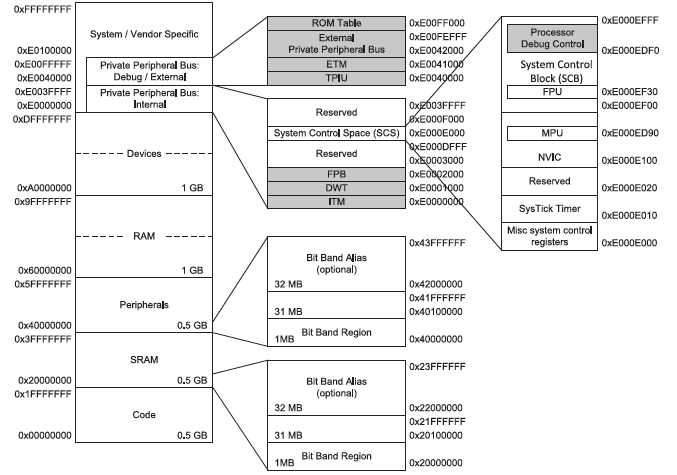 0xFFFFFFFF
System / Vendor Specific
0xE0100000
0xE00FFFFF
Private Peripheral Bus:
Debug / External
0xE0040000
0xE003FFFF
Private Peripheral Bus:
Internal
0xE0000000
0xDFFFFFFF
Devices
0xA0000000
1 GB
0x9FFFFFFF
RAM
0x60000000
1 GB
0x5FFFFFFF
Peripherals
0x40000000
0.5 GB
0x3FFFFFFF
SRAM
0x20000000
0.5 GB
0x1FFFFFFF
Code
0x00000000
0.5 GB
ROM Table
0xE00FF000
External
Private Peripheral Bus
0xE00FEFFF
0xE0042000
ETM
0xE0041000
TPIU
0xE0040000
0xE003FFFF
Reserved
0xE000F000
System Control Space (SCS)
0xE000E000
Reserved
0xE000DFFF
0xE0003000
FPB
0xE0002000
DWT
0xE0001000
ITM
0xE0000000
0x43FFFFFF
Bit Band Alias
(optional)
32 MB
0x42000000
0x41FFFFFF
31 MB
0x40100000
Bit Band Region
1MB
0x40000000
0x23FFFFFF
Bit Band Alias
(optional)
32 MB
0x22000000
0x21FFFFFF
31 MB
0x20100000
Bit Band Region
1MB
0x20000000
0xE000EFFF
Processor
Debug Control
0xE000EDF0
System Control
Block (SCB)
FPU
0xE000EF30
0xE000EF00
MPU
0xE000ED90
NVIC
0xE000E100
Reserved
0xE000E020
SysTick Timer
0xE000E010
Misc system control
registers
0xE000E000